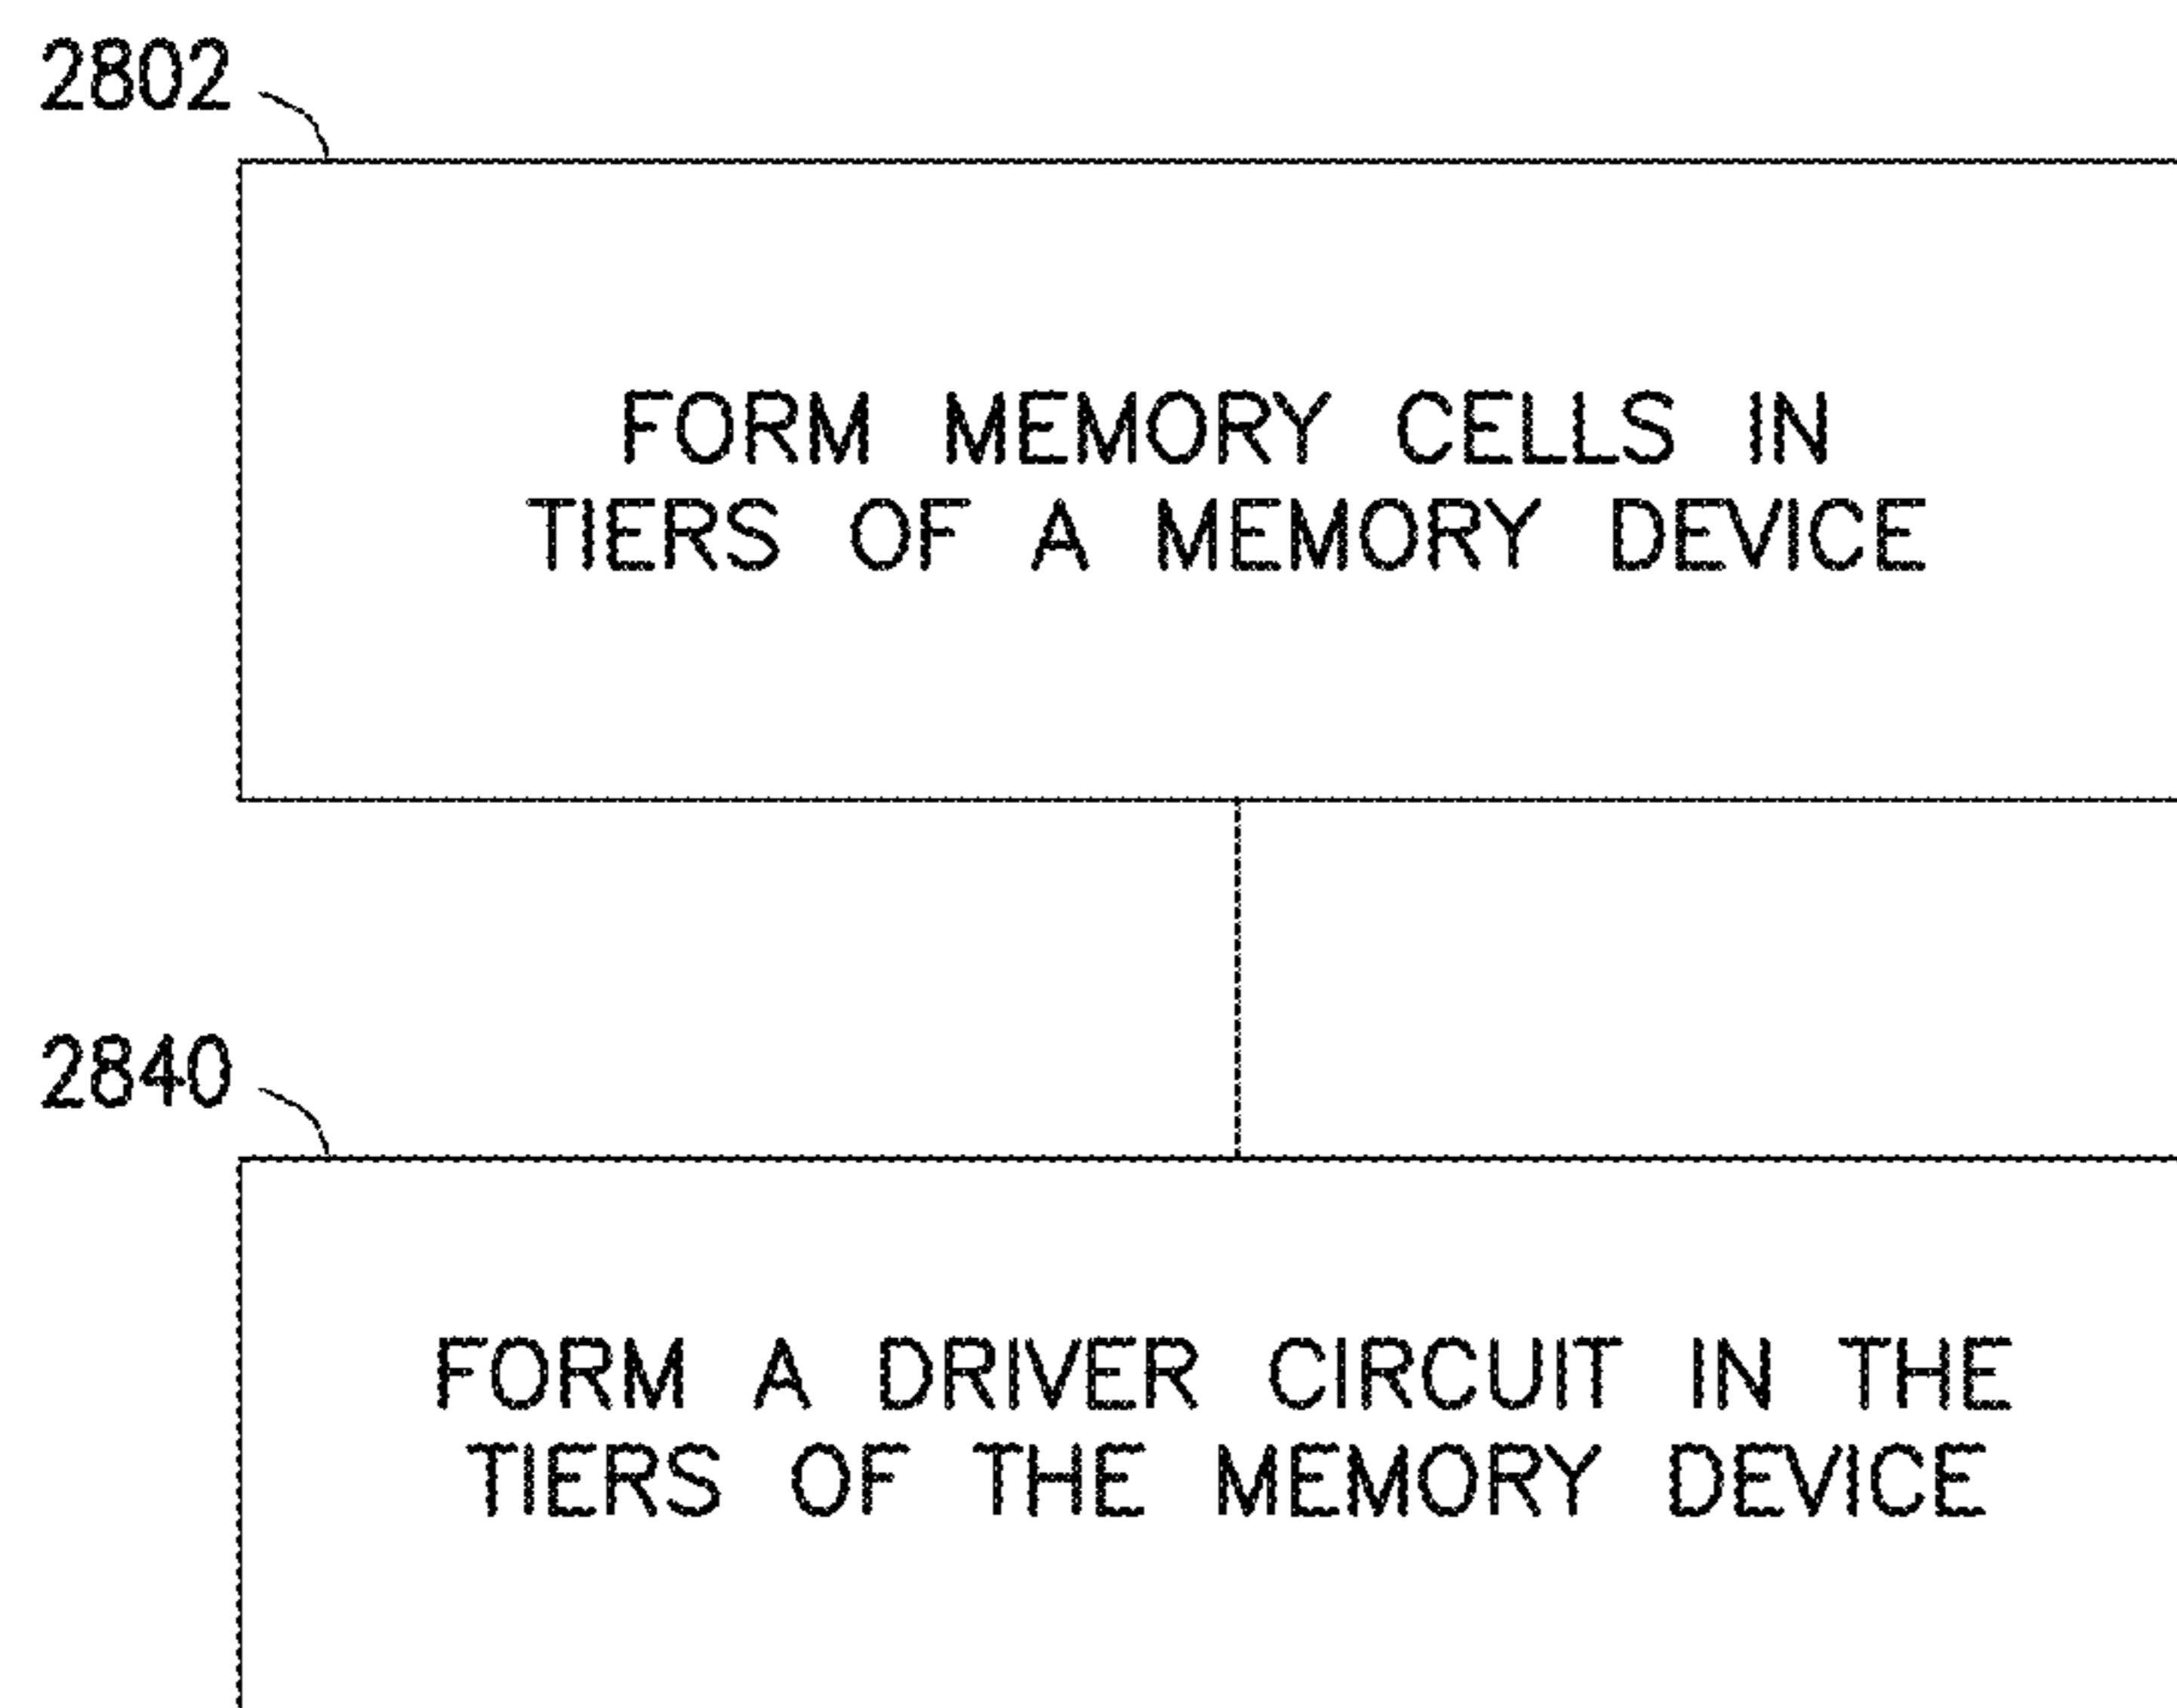 2802
FORM MEMORY CELLS IN
TIERS OF A MEMORY DEVICE
2840
FORM A DRIVER CIRCUIT IN THE
TIERS OF THE MEMORY DEVICE